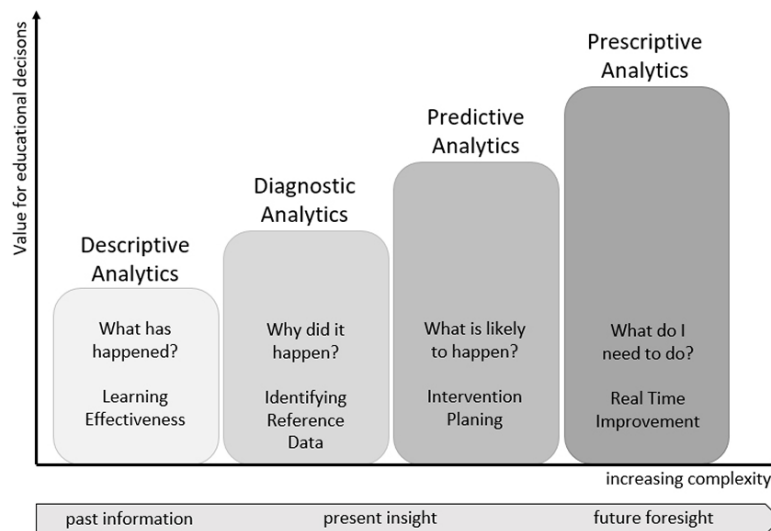 Value for educational decisons
Descriptive
Analytics
What has
happened?
Learning
Effectiveness
Diagnostic
Analytics
Why did it
happen?
Identifying
Reference
Data
Predictive
Analytics
What is likely
to happen?
Intervention
Planing
Prescriptive
Analytics
What do I
need to do?
Real Time
Improvement
increasing complexity
past information
present insight
future foresight